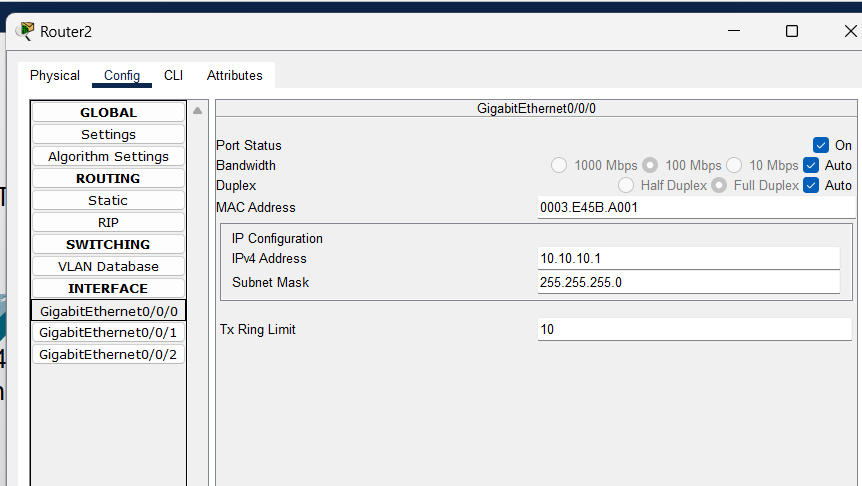 Router2
Physical Config CLI Attributes
GLOBAL
Settings
Algorithm Settings
ROUTING
Static
RIP
SWITCHING
VLAN Database
INTERFACE
GigabitEthernet0/0/0
GigabitEthernet0/0/1
GigabitEthernet0/0/2
GigabitEthernet0/0/0
Port Status On
Bandwidth 1000 Mbps 100 Mbps 10 Mbps Auto
Duplex Half Duplex Full Duplex Auto
MAC Address 0003.E45B.A001
IP Configuration
IPv4 Address 10.10.10.1
Subnet Mask 255.255.255.0
Tx Ring Limit 10